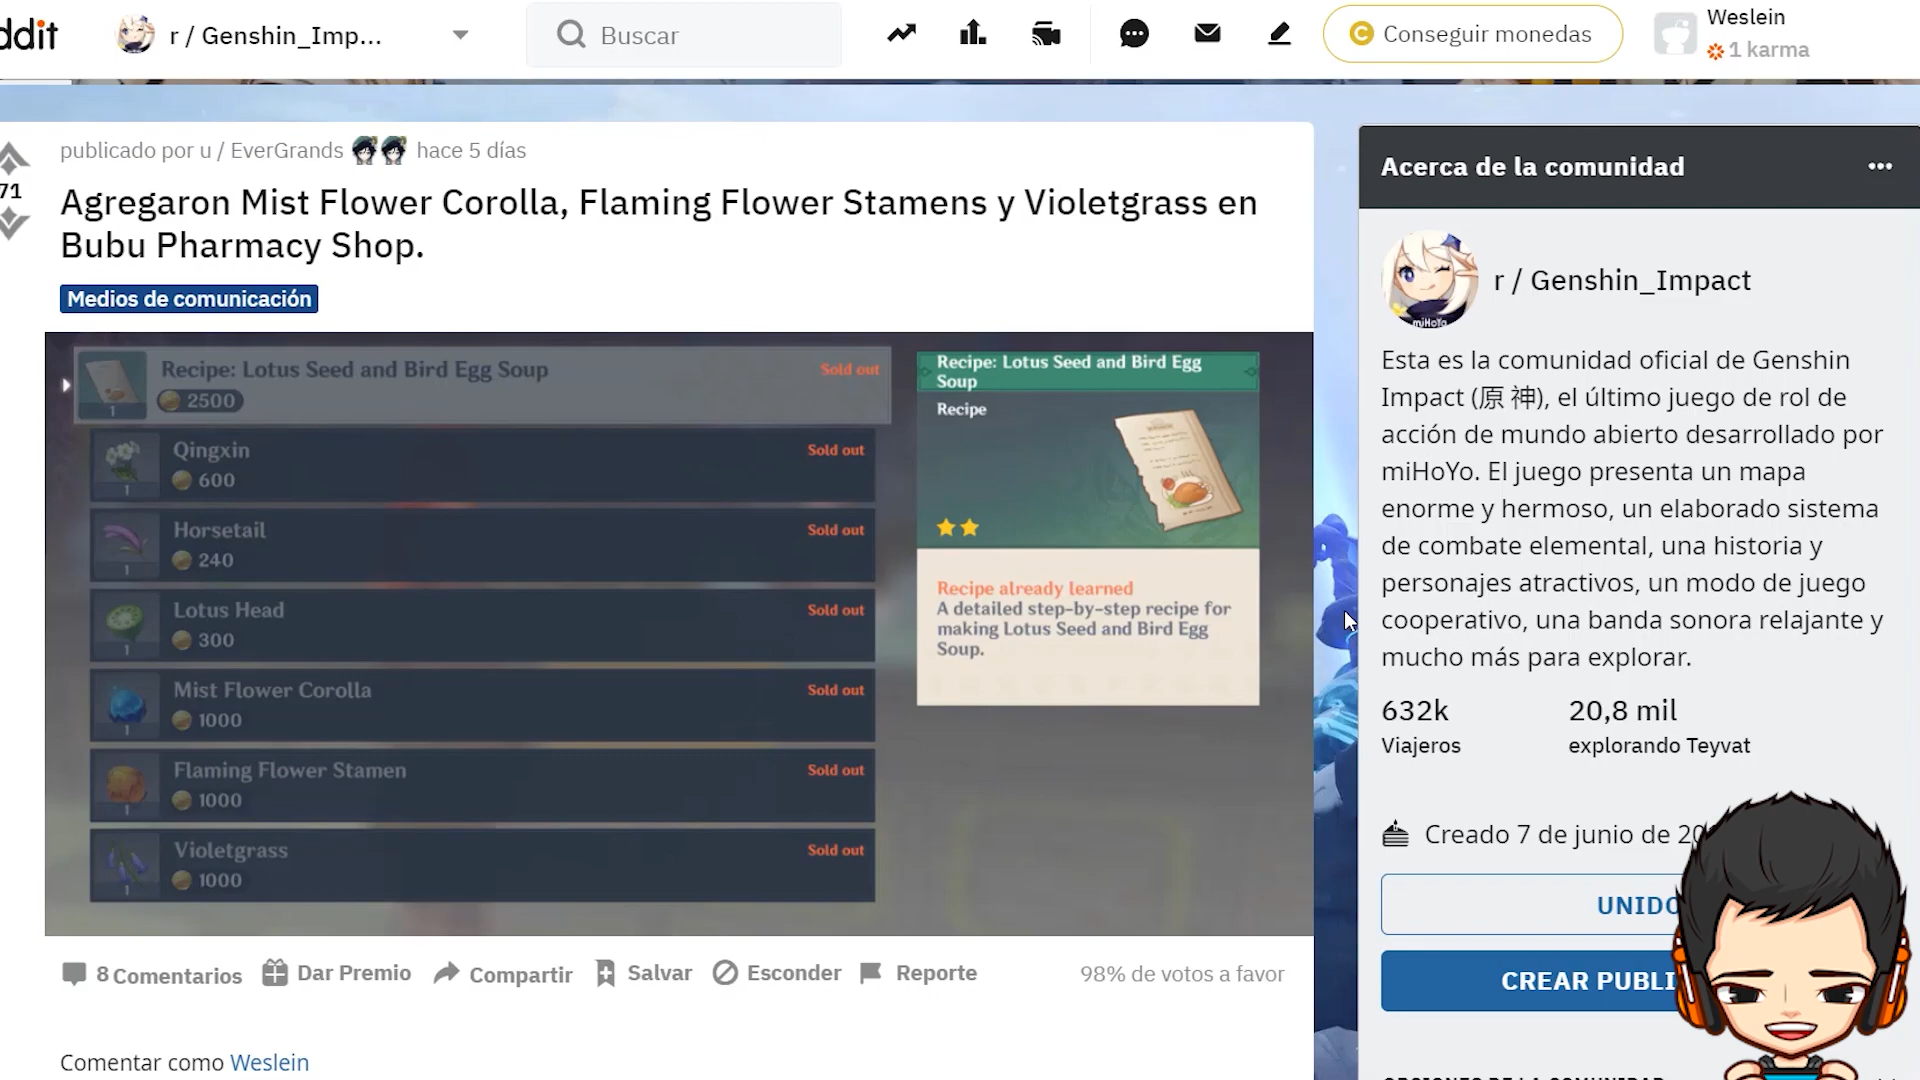 ddit
r / Genshin_Imp...
Buscar
Conseguir monedas
Weslein
1 karma
publicado por u / EverGrands hace 5 días
71
Agregaron Mist Flower Corolla, Flaming Flower Stamens y Violetgrass en
Bubu Pharmacy Shop.
Medios de comunicación
Recipe: Lotus Seed and Bird Egg Soup
Sold out
1
2500
Qingxin
Sold out
1
600
Horsetail
Sold out
1
240
Lotus Head
Sold out
1
300
Mist Flower Corolla
Sold out
1
1000
Flaming Flower Stamen
Sold out
1
1000
Violetgrass
Sold out
1
1000
Recipe: Lotus Seed and Bird Egg
Soup
Recipe
Recipe already learned
A detailed step-by-step recipe for
making Lotus Seed and Bird Egg
Soup.
8 Comentarios
Dar Premio
Compartir
Salvar
Esconder
Reporte
98% de votos a favor
Comentar como Weslein
Acerca de la comunidad
miHoYo
r / Genshin_Impact
Esta es la comunidad oficial de Genshin
Impact (原 神), el último juego de rol de
acción de mundo abierto desarrollado por
miHoYo. El juego presenta un mapa
enorme y hermoso, un elaborado sistema
de combate elemental, una historia y
personajes atractivos, un modo de juego
cooperativo, una banda sonora relajante y
mucho más para explorar.
632k
Viajeros
20,8 mil
explorando Teyvat
Creado 7 de junio de 20
UNIDO
CREAR PUBLI